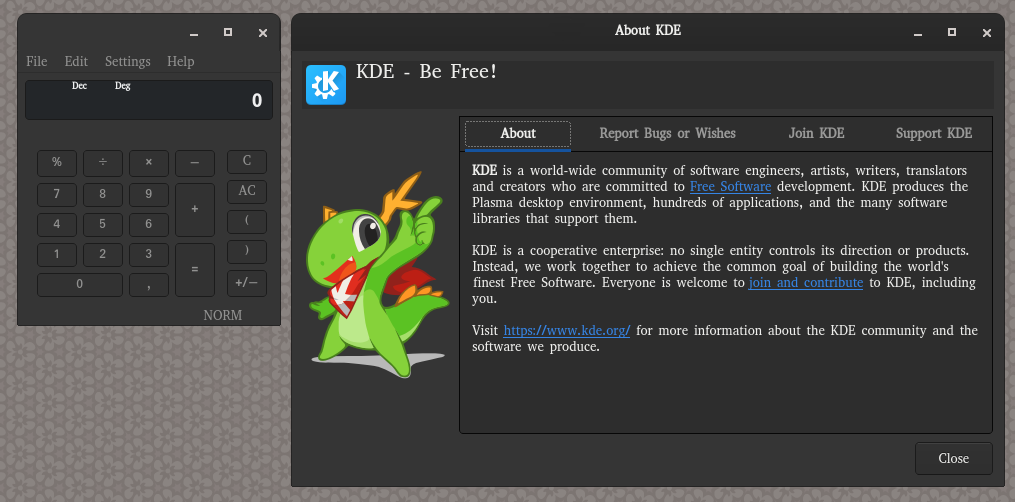 File Edit Settings Help
Dec Deg
0
% ÷ × − C
7 8 9 + AC
4 5 6 (
1 2 3 = )
0 , +/−
NORM
About KDE
KDE - Be Free!
About Report Bugs or Wishes Join KDE Support KDE
KDE is a world-wide community of software engineers, artists, writers, translators
and creators who are committed to Free Software development. KDE produces the
Plasma desktop environment, hundreds of applications, and the many software
libraries that support them.
KDE is a cooperative enterprise: no single entity controls its direction or products.
Instead, we work together to achieve the common goal of building the world's
finest Free Software. Everyone is welcome to join and contribute to KDE, including
you.
Visit https://www.kde.org/ for more information about the KDE community and the
software we produce.
Close